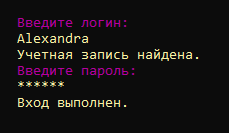 Введите логин:
Alexandra
Учетная запись найдена.
Введите пароль:
******
Вход выполнен.